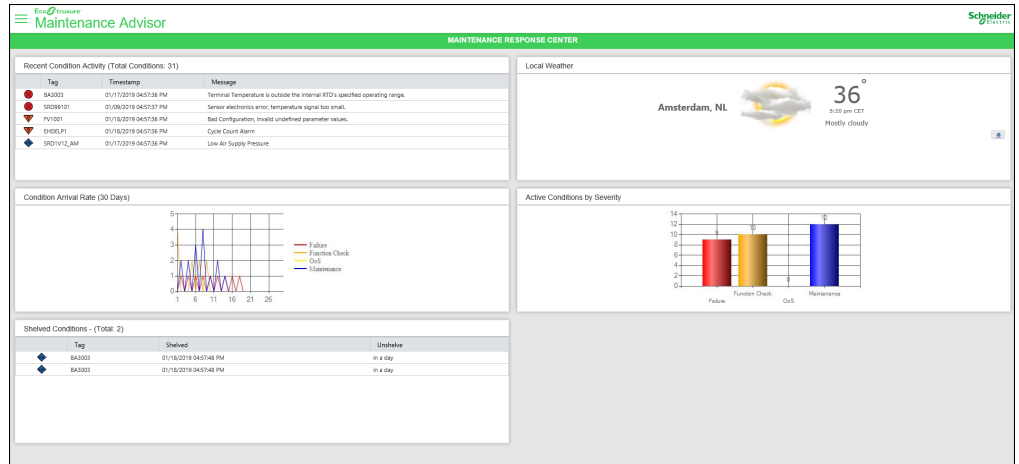 EcoStruxure
Maintenance Advisor
Schneider
Electric
MAINTENANCE RESPONSE CENTER
Recent Condition Activity (Total Conditions: 31)
Tag Timestamp Message
BA3003 01/17/2019 04:57:36 PM Terminal Temperature is outside the internal RTD's specified operating range.
SRD99101 01/09/2019 04:57:37 PM Sensor electronics error, temperature signal too small.
FV1001 01/18/2019 04:57:36 PM Bad Configuration, invalid undefined parameter values.
EHDELP1 01/18/2019 04:57:36 PM Cycle Count Alarm
SRD1V12_AM 01/17/2019 04:57:36 PM Low Air Supply Pressure
Local Weather
Amsterdam, NL
36°
5:20 pm CET
Mostly cloudy
Condition Arrival Rate (30 Days)
5
4
3
2
1
0
1 6 11 16 21 26
Failure
Function Check
OoS
Maintenance
Active Conditions by Severity
14
12
10
8
6
4
2
0
9 10 0 12
Failure Function Check OoS Maintenance
Shelved Conditions - (Total: 2)
Tag Shelved Unshelve
BA3003 01/18/2019 04:57:48 PM in a day
BA3003 01/18/2019 04:57:48 PM in a day